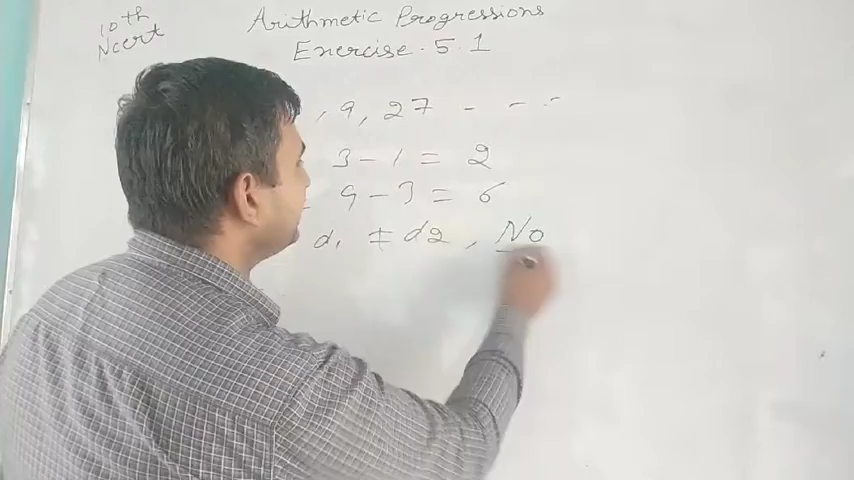 10th
Ncert
Arithmetic Progressions
Exercise - 5.1
, 9, 27 - - -
3 - 1 = 2
9 - 3 = 6
d1 ≠ d2, No